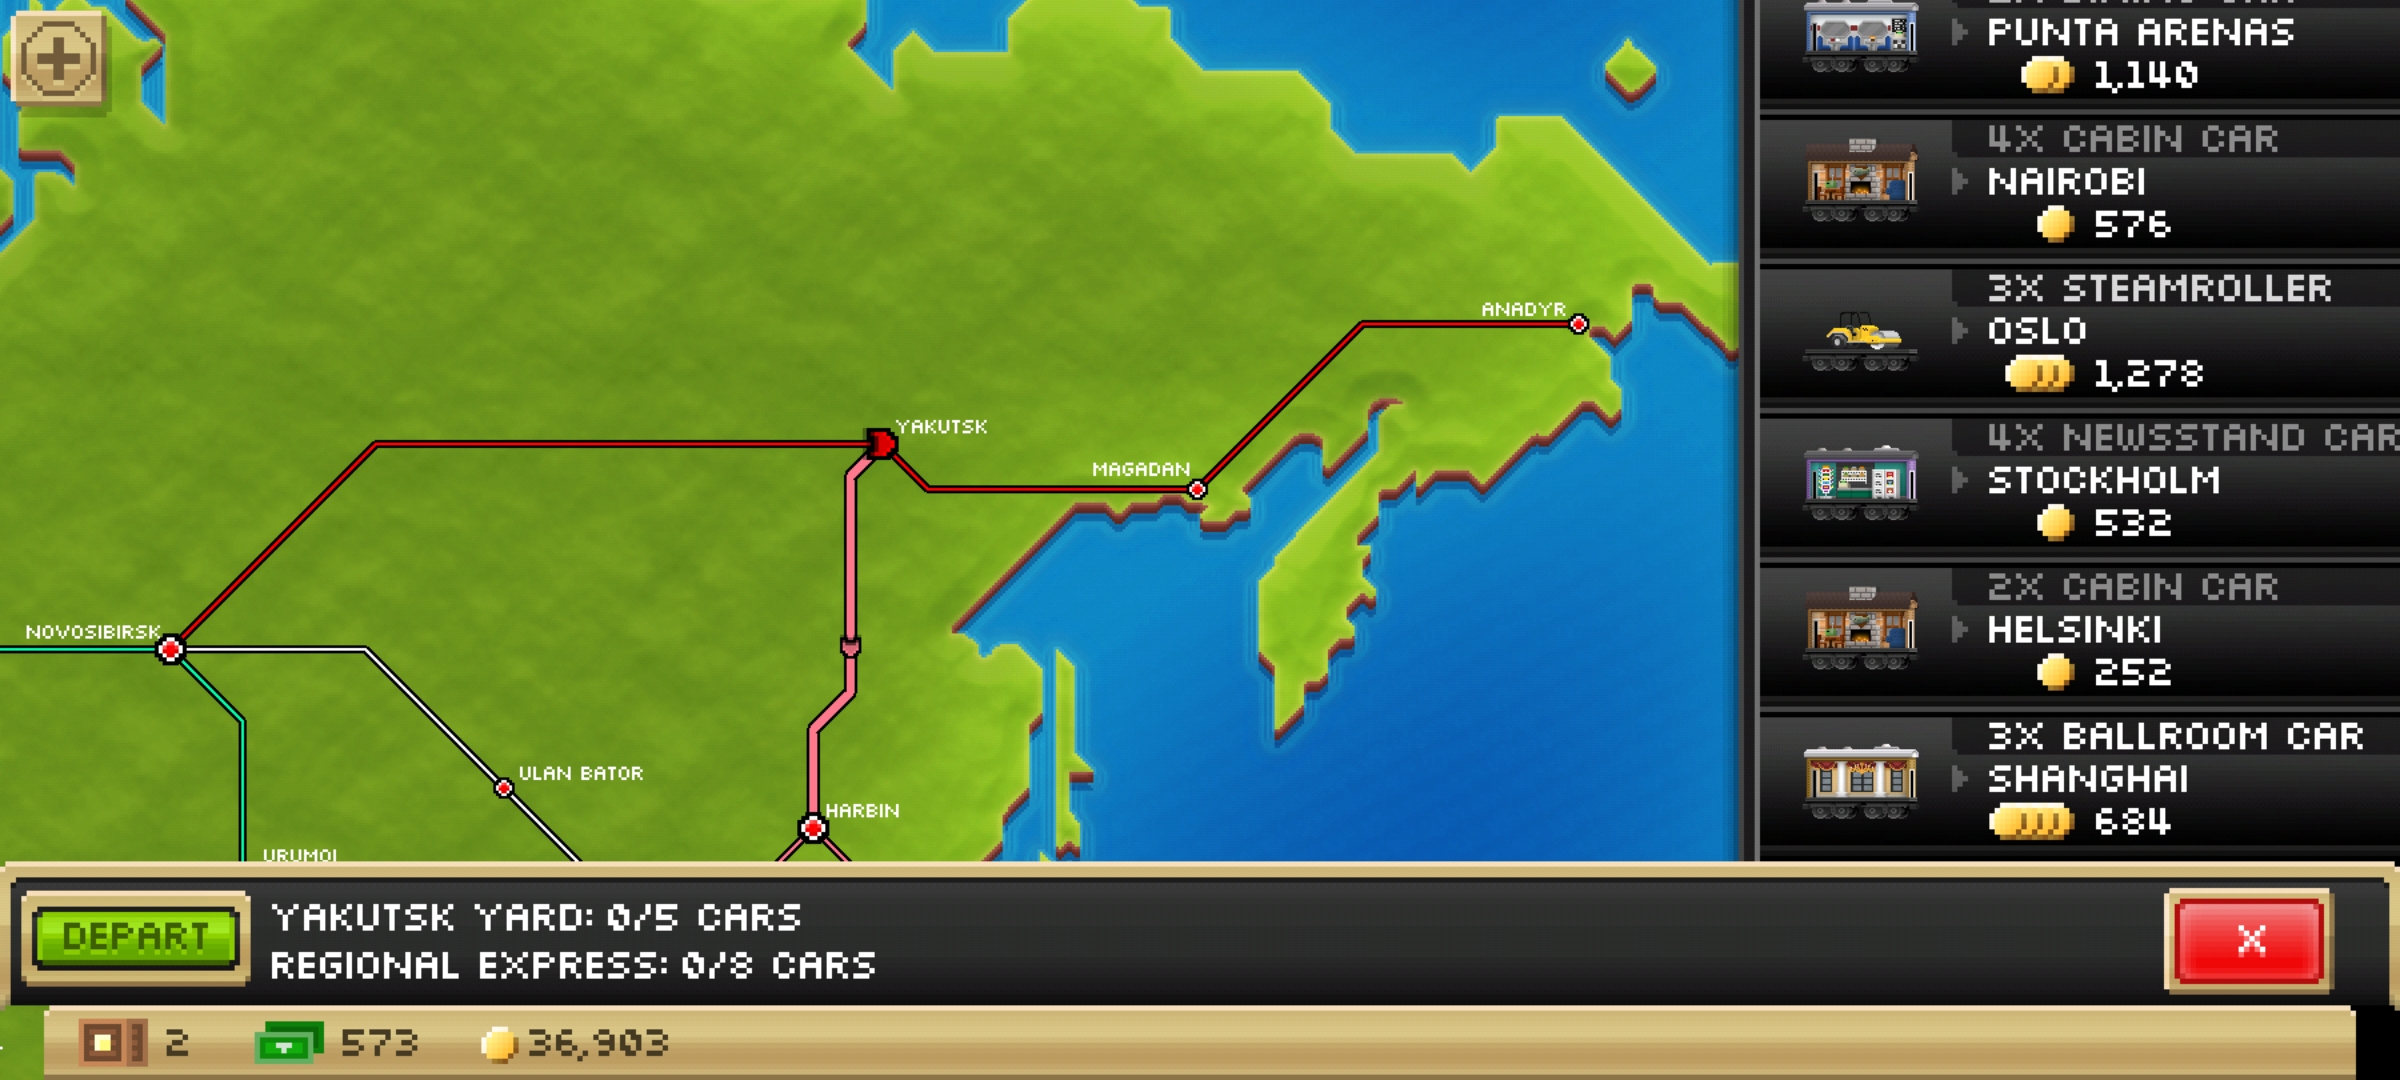 PUNTA ARENAS
1,140
4X CABIN CAR
NAIROBI
576
3X STEAMROLLER
OSLO
1,278
4X NEWSSTAND CAR
STOCKHOLM
532
2X CABIN CAR
HELSINKI
252
3X BALLROOM CAR
SHANGHAI
684
ANADYR
YAKUTSK
MAGADAN
NOVOSIBIRSK
ULAN BATOR
HARBIN
DEPART
YAKUTSK YARD: 0/5 CARS
REGIONAL EXPRESS: 0/8 CARS
X
2
573
36,903